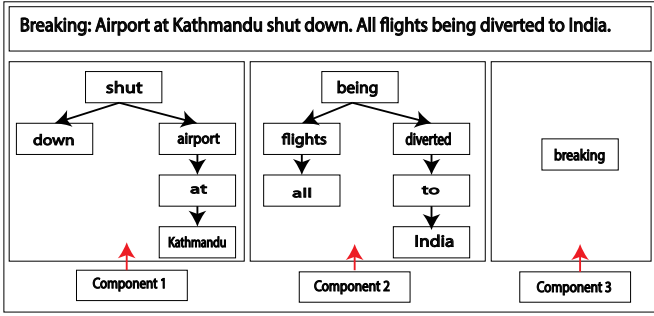 Breaking: Airport at Kathmandu shut down. All flights being diverted to India.
shut
down
airport
at
Kathmandu
Component 1
being
flights
diverted
all
to
India
Component 2
breaking
Component 3